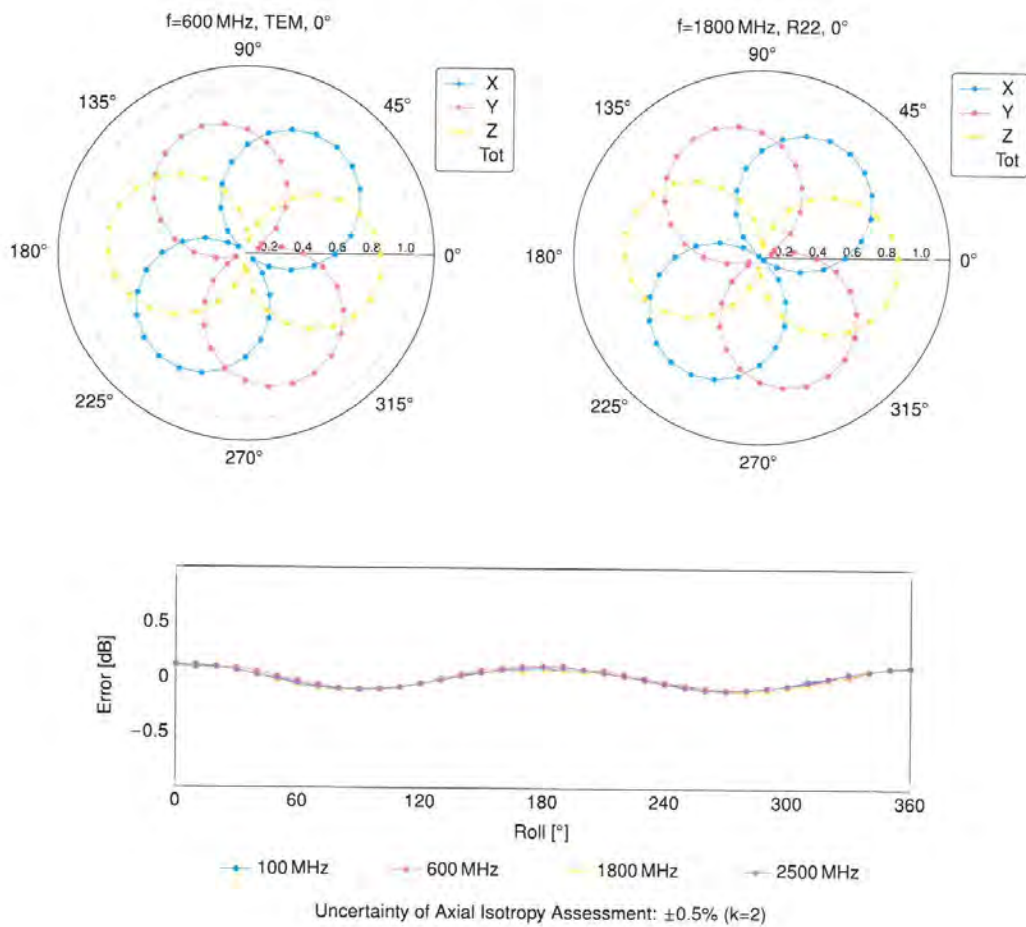 f=600 MHz, TEM, 0°
90°
135°
45°
X
Y
Z
Tot
180°
0.2 0.4 0.6 0.8 1.0
0°
225°
315°
270°
f=1800 MHz, R22, 0°
90°
135°
45°
X
Y
Z
Tot
180°
0.2 0.4 0.6 0.8 1.0
0°
225°
315°
270°
Error [dB]
0.5
0
−0.5
0 60 120 180 240 300 360
Roll [°]
100 MHz 600 MHz 1800 MHz 2500 MHz
Uncertainty of Axial Isotropy Assessment: ±0.5% (k=2)